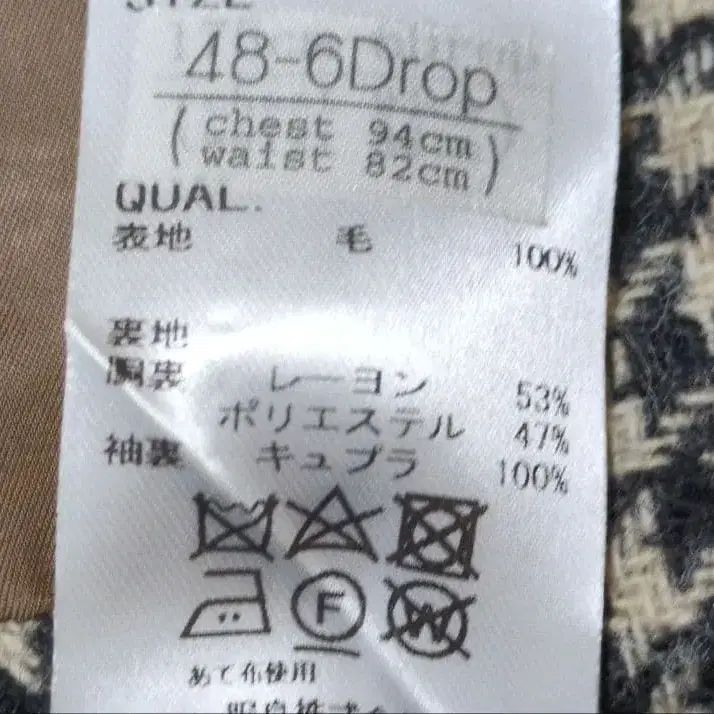 SIZE
48-6Drop
(chest 94cm
waist 82cm)
QUAL.
表地 毛 100%
裏地
胴裏 レーヨン 53%
ポリエステル 47%
袖裏 キュプラ 100%
F W
あて布使用